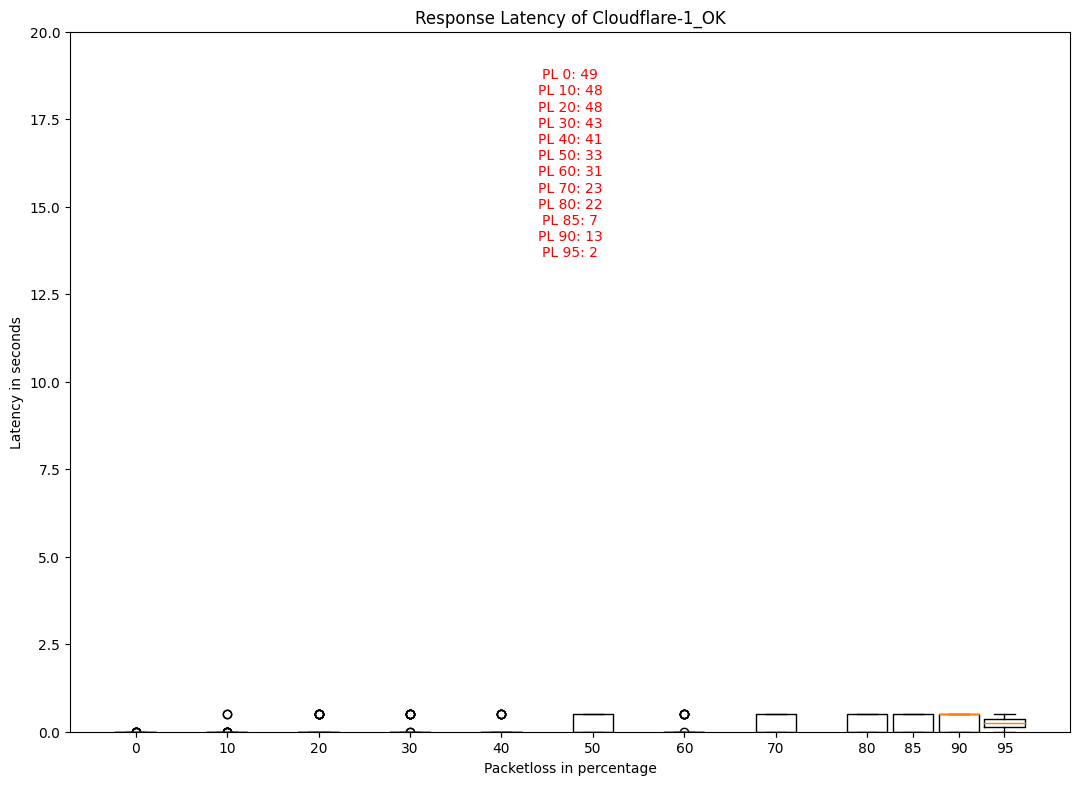 Response Latency of Cloudflare-1_OK
20.0
17.5
15.0
12.5
10.0
7.5
5.0
2.5
0.0
Latency in seconds
PL 0: 49
PL 10: 48
PL 20: 48
PL 30: 43
PL 40: 41
PL 50: 33
PL 60: 31
PL 70: 23
PL 80: 22
PL 85: 7
PL 90: 13
PL 95: 2
0 10 20 30 40 50 60 70 80 85 90 95
Packetloss in percentage